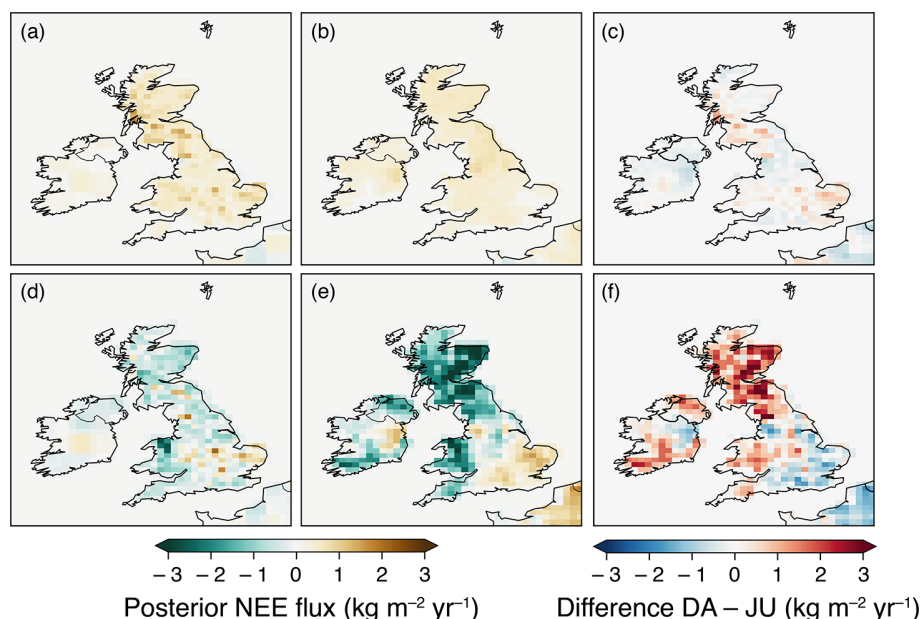 (a) (b) (c)
(d) (e) (f)
− 3 − 2 − 1 0 1 2 3 − 3 − 2 − 1 0 1 2 3
Posterior NEE flux (kg m⁻² yr⁻¹) Difference DA – JU (kg m⁻² yr⁻¹)